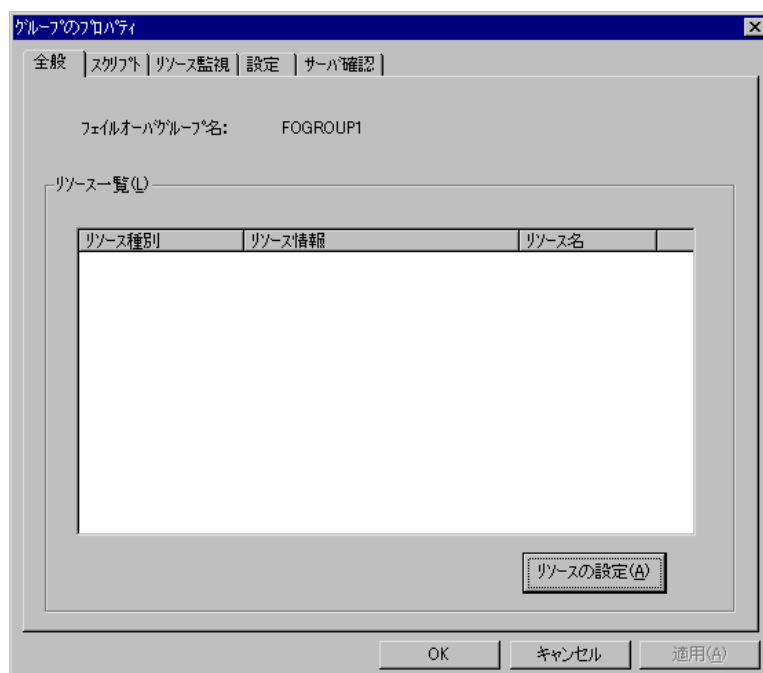 グループのプロパティ
全般 スクリプト リソース監視 設定 サーバ確認
フェイルオーバグループ名: FOGROUP1
リソース一覧(L)
リソース種別 リソース情報 リソース名
リソースの設定(A)
OK キャンセル 適用(A)